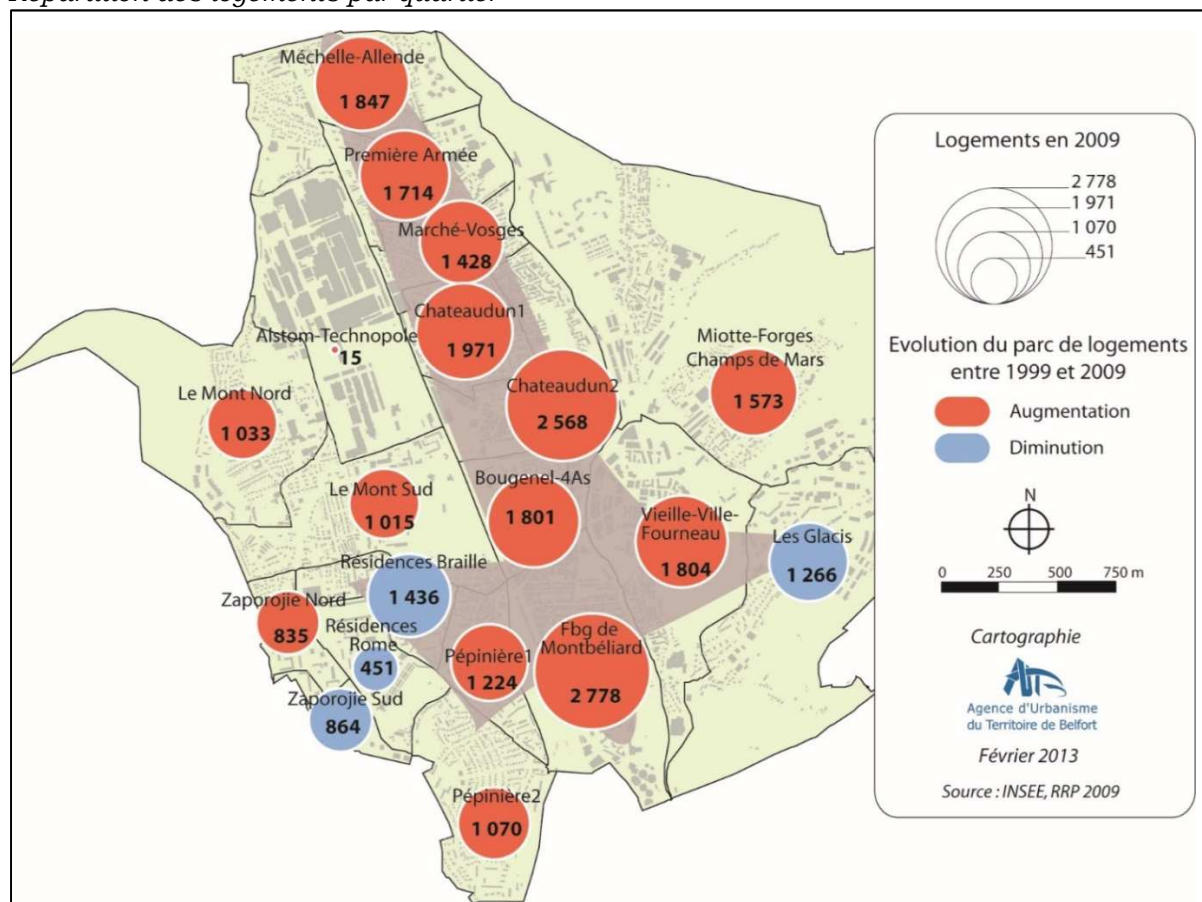 Répartition des logements par quartier
Méchelle-Allende
1 847
Première Armée
1 714
Marché-Vosges
1 428
Chateaudun1
1 971
Alstom-Technopole
15
Miotte-Forges
Champs de Mars
1 573
Chateaudun2
2 568
Le Mont Nord
1 033
Le Mont Sud
1 015
Bougenel-4As
1 801
Vieille-Ville-
Fourneau
1 804
Les Glacis
1 266
Résidences Braille
1 436
Zaporojie Nord
835
Résidences
Rome
451
Zaporojie Sud
864
Pépinière1
1 224
Fbg de
Montbéliard
2 778
Pépinière2
1 070
Logements en 2009
2 778
1 971
1 070
451
Evolution du parc de logements
entre 1999 et 2009
Augmentation
Diminution
N
0 250 500 750 m
Cartographie
Agence d'Urbanisme
du Territoire de Belfort
Février 2013
Source : INSEE, RRP 2009